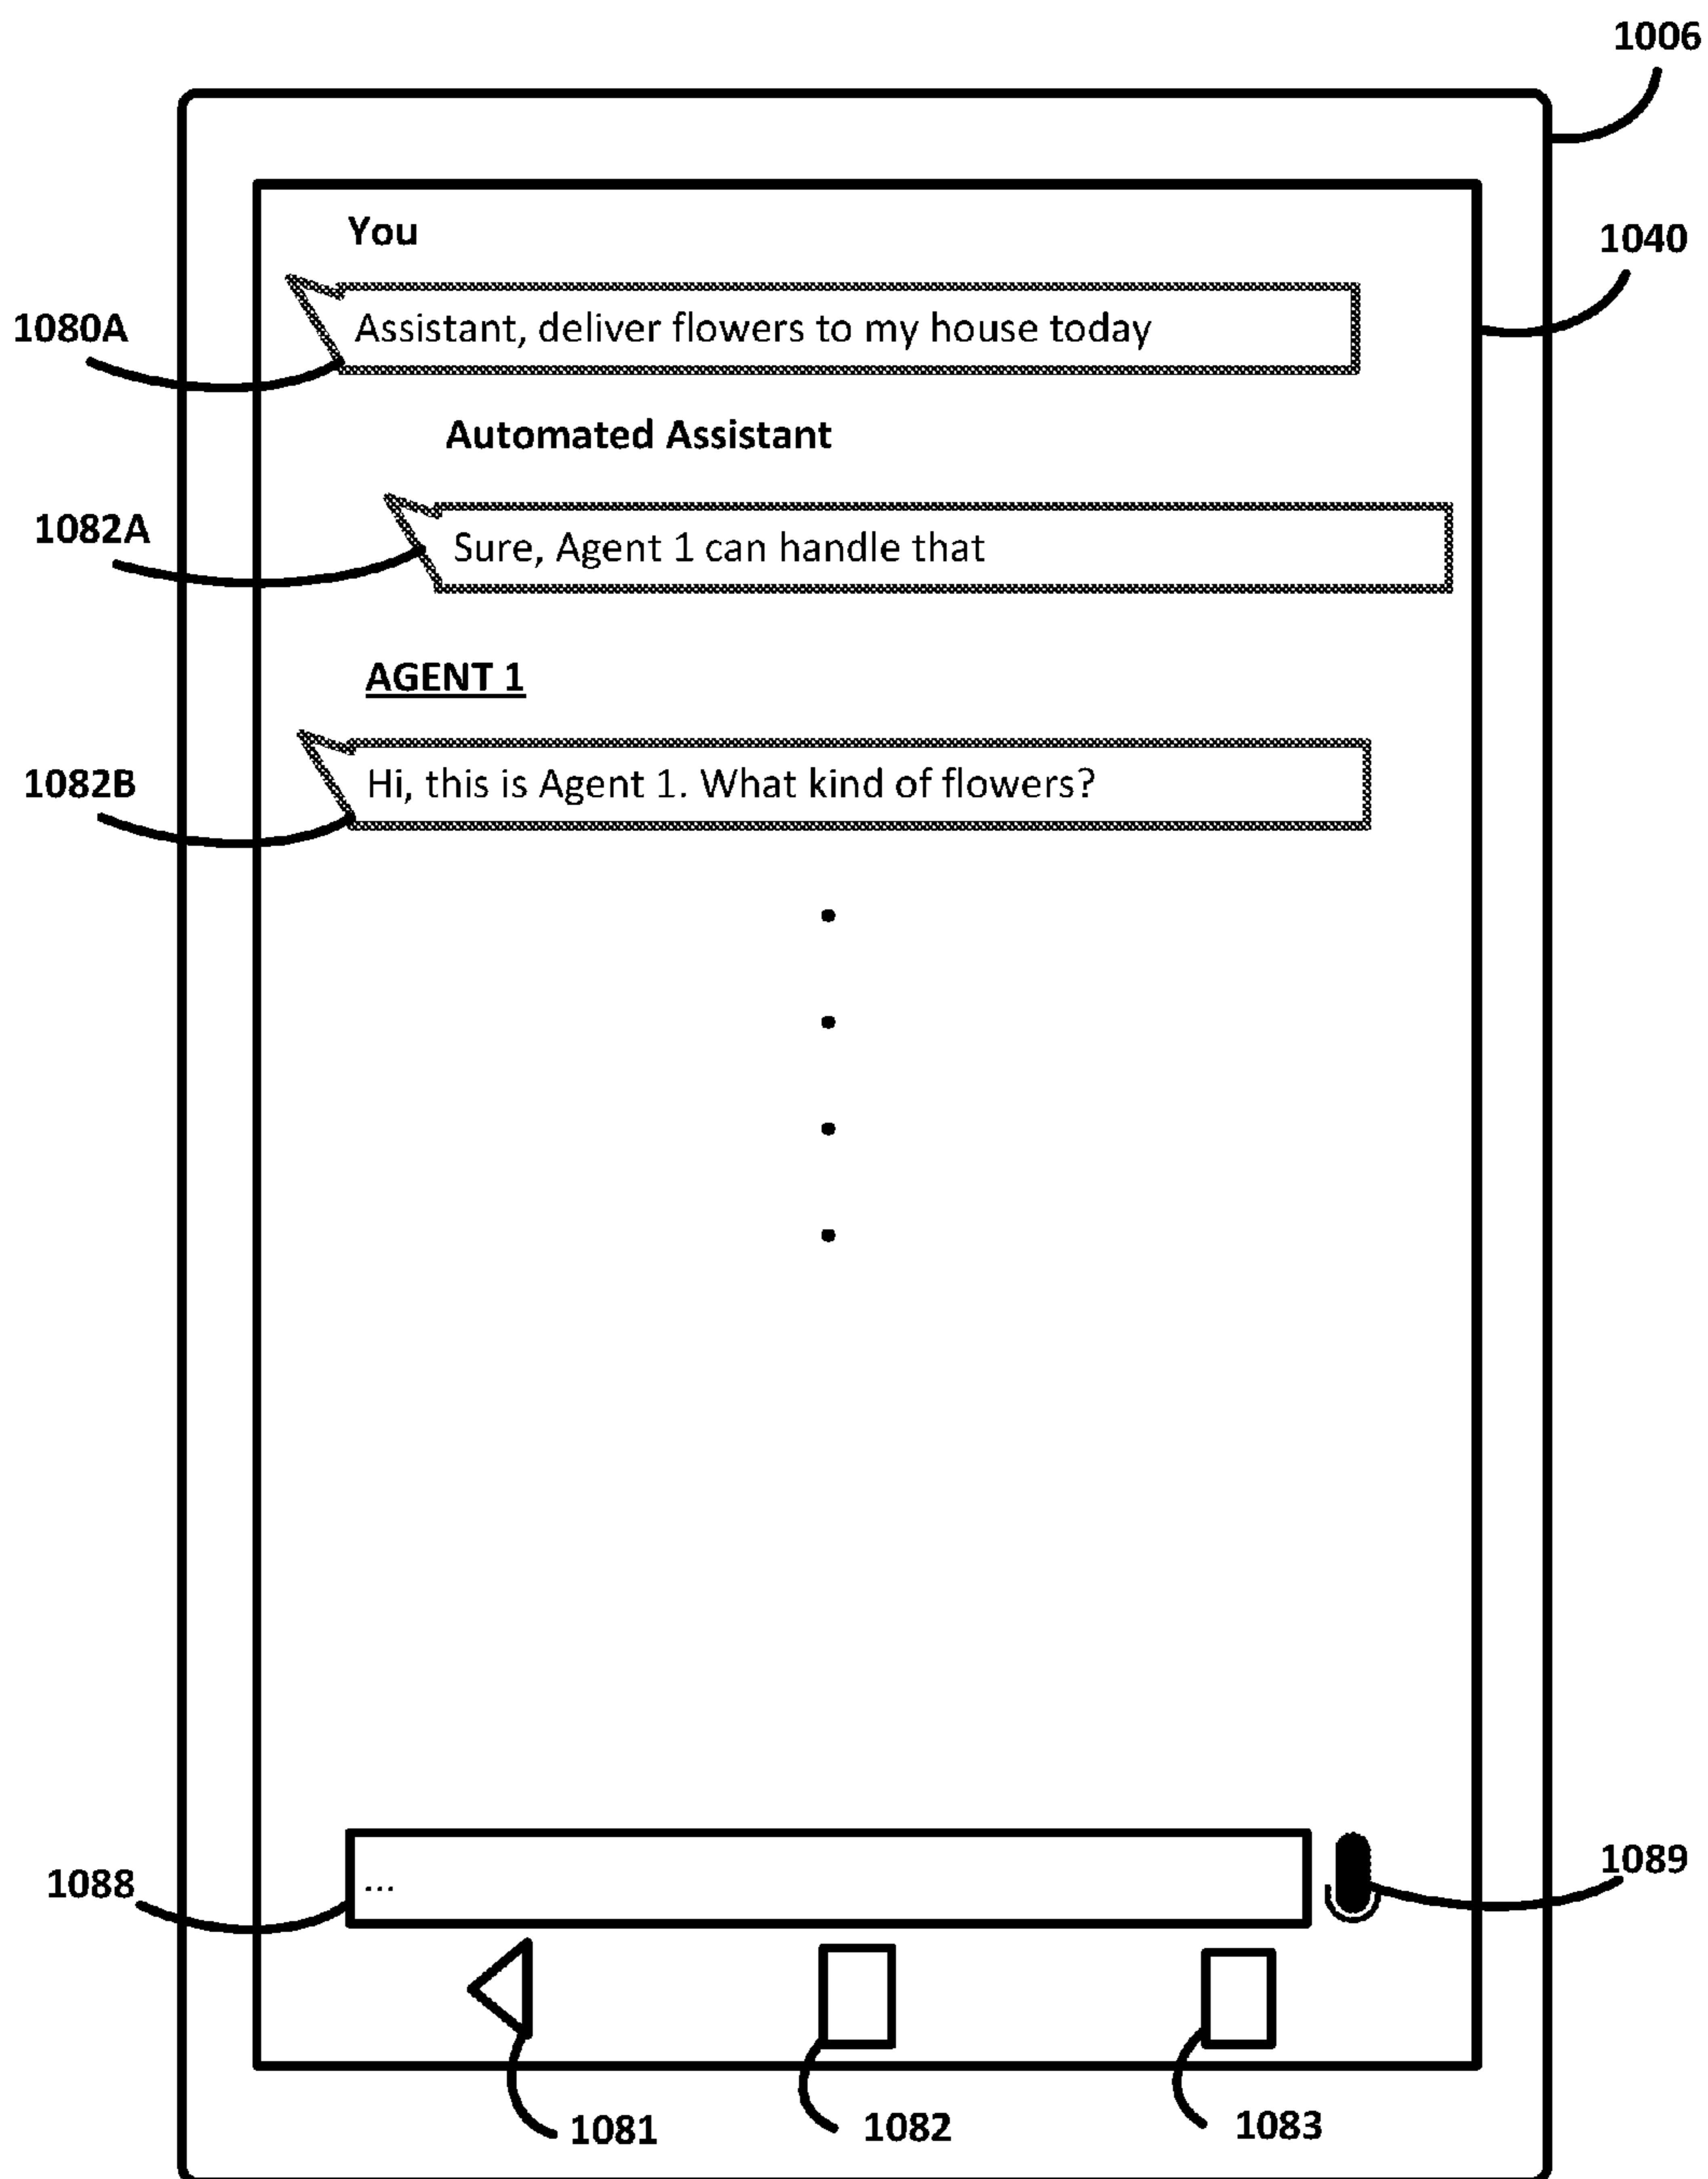 1006
You
1040
1080A
Assistant, deliver flowers to my house today
Automated Assistant
1082A
Sure, Agent 1 can handle that
AGENT 1
1082B
Hi, this is Agent 1. What kind of flowers?
1088
...
1089
1081
1082
1083